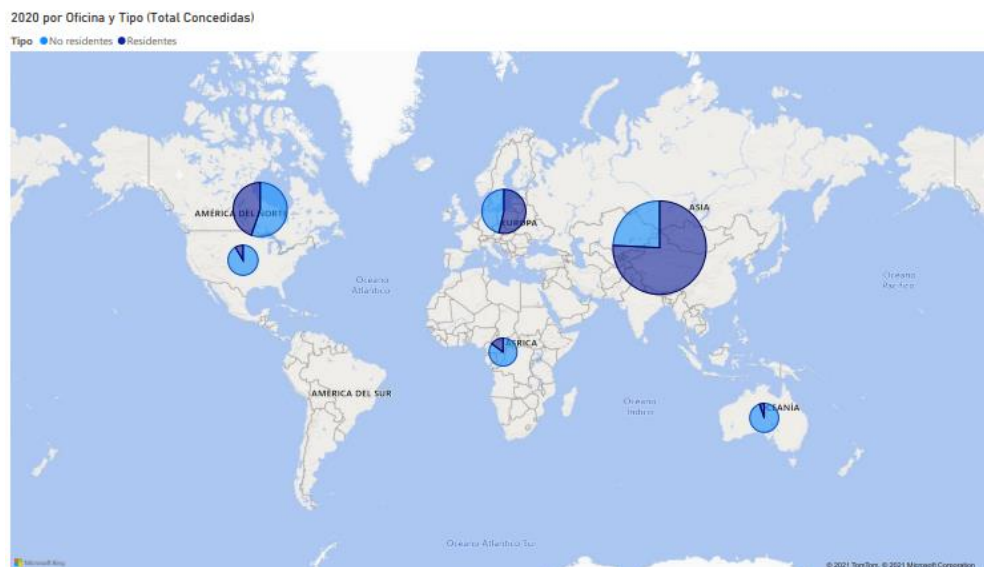 2020 por Oficina y Tipo (Total Concedidas)
Tipo No residentes Residentes
ASIA
AMÉRICA DEL NORTE
EUROPA
Océano
Pacífico
Océano
Atlántico
ÁFRICA
AMÉRICA DEL SUR
Océano
Índico
OCEANÍA
Océano Atlántico Sur
Microsoft Bing
© 2021 TomTom, © 2021 Microsoft Corporation